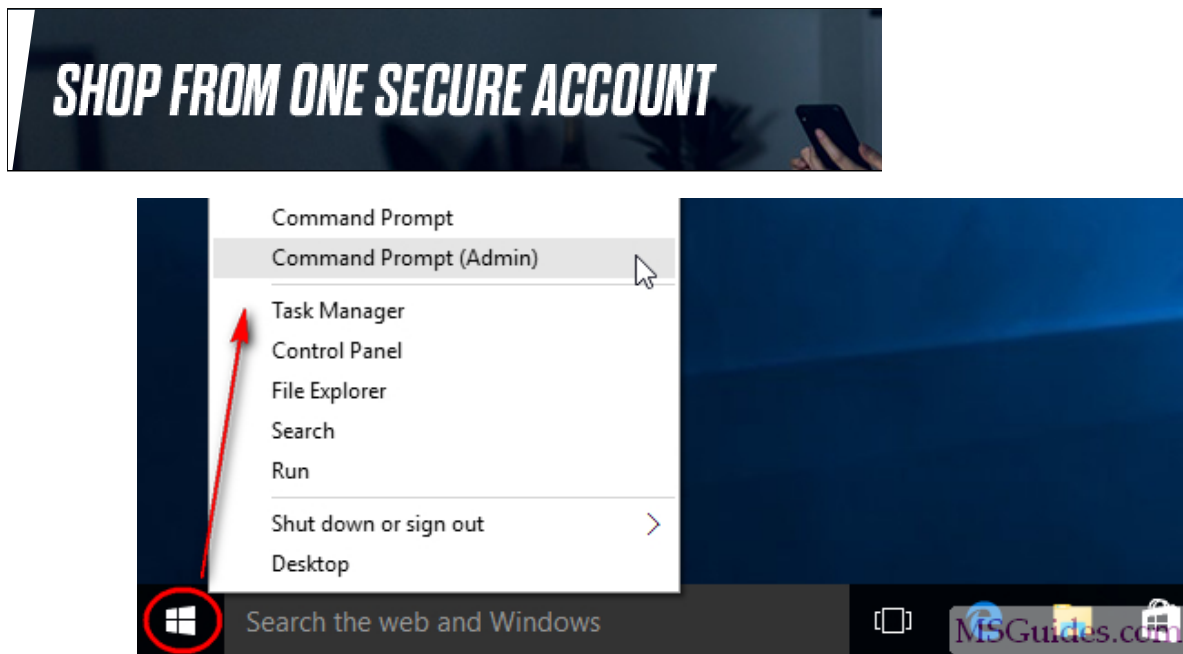 SHOP FROM ONE SECURE ACCOUNT
Command Prompt
Command Prompt (Admin)
Task Manager
Control Panel
File Explorer
Search
Run
Shut down or sign out
Desktop
Search the web and Windows
MSGuides.com